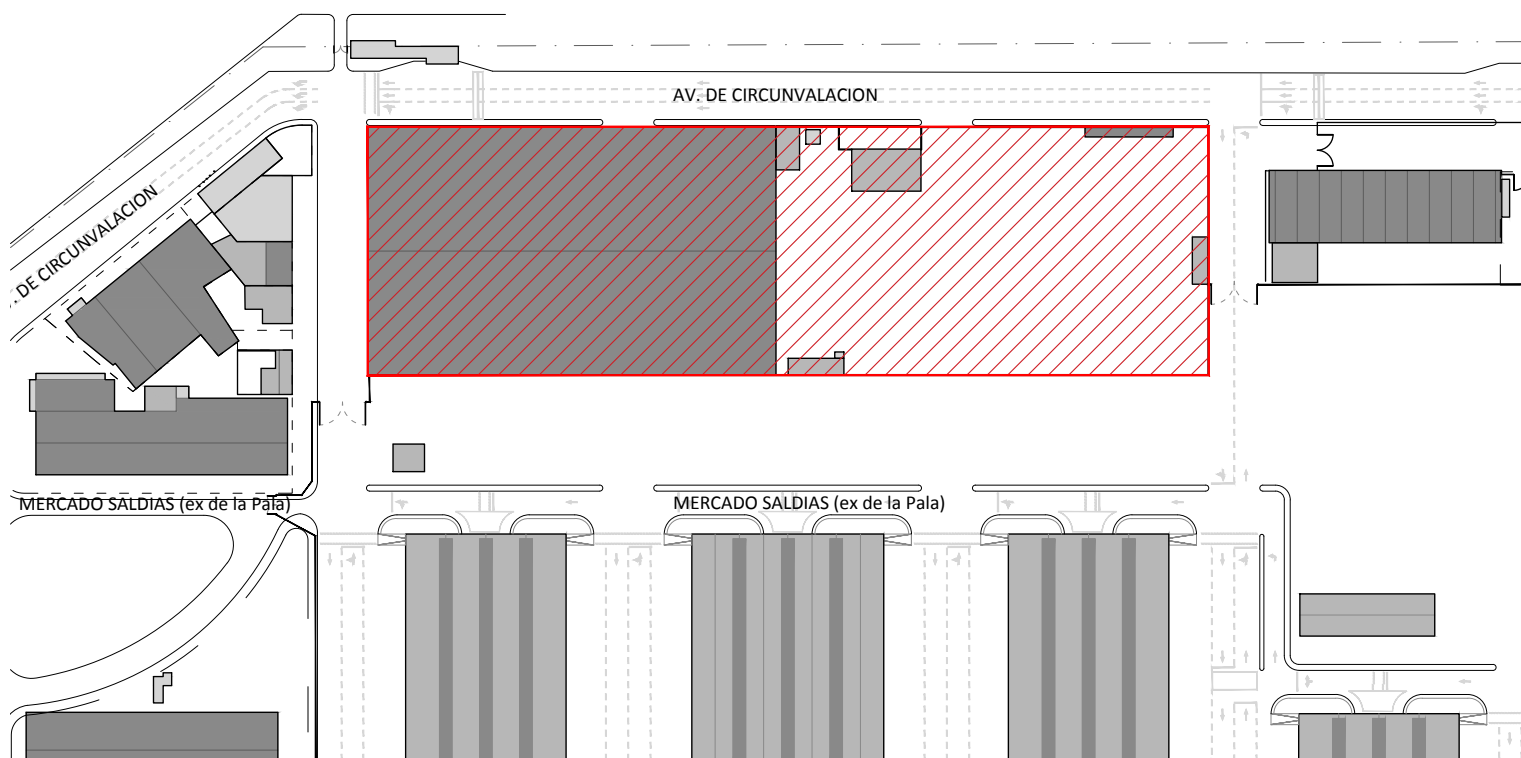 AV. DE CIRCUNVALACION
. DE CIRCUNVALACION
MERCADO SALDIAS (ex de la Pala)
MERCADO SALDIAS (ex de la Pala)